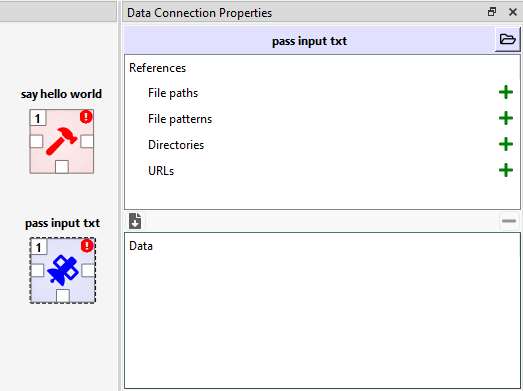 Data Connection Properties
pass input txt
References
File paths
File patterns
Directories
URLs
Data
say hello world
1
pass input txt
1